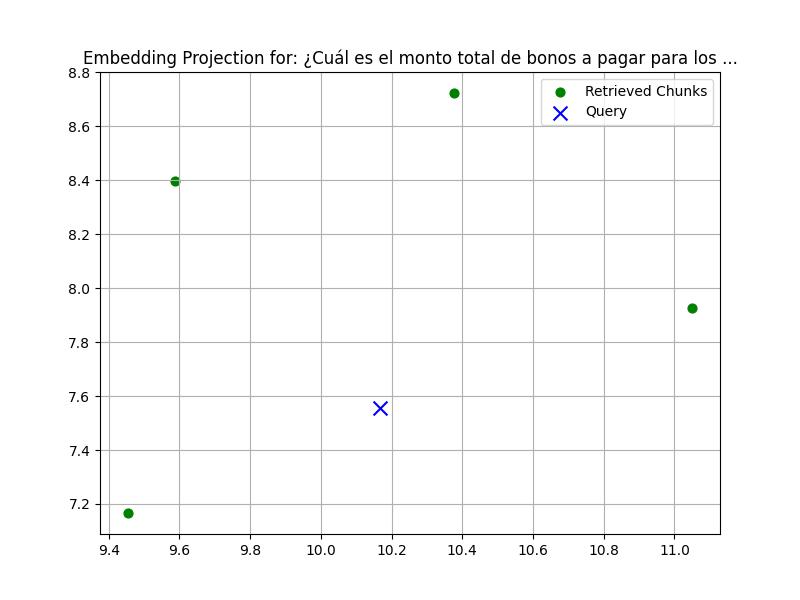 Embedding Projection for: ¿Cuál es el monto total de bonos a pagar para los ...
Retrieved Chunks
Query
8.8
8.6
8.4
8.2
8.0
7.8
7.6
7.4
7.2
9.4 9.6 9.8 10.0 10.2 10.4 10.6 10.8 11.0